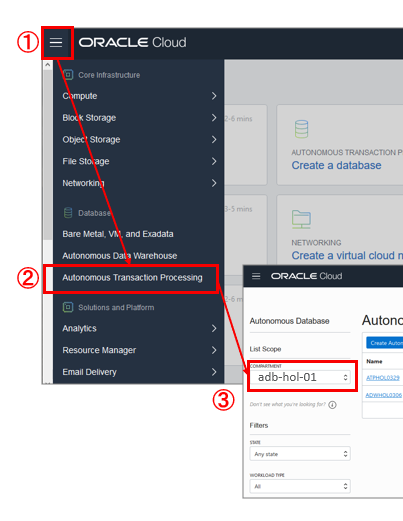 ①
ORACLE Cloud
Core Infrastructure
Compute
Block Storage
Object Storage
File Storage
Networking
Database
Bare Metal, VM, and Exadata
Autonomous Data Warehouse
②
Autonomous Transaction Processing
Solutions and Platform
Analytics
Resource Manager
Email Delivery
2-6 mins
AUTONOMOUS TRANSACTION P
Create a database
3-5 mins
NETWORKING
Create a virtual cloud n
2-6 m
ORACLE Cloud
Autonomous Database
List Scope
③
COMPARTMENT
adb-hol-01
Don't see what you're looking for?
Filters
STATE
Any state
WORKLOAD TYPE
All
Autono
Create Auton
Name
ATPHOL0329
ADWHOL0306